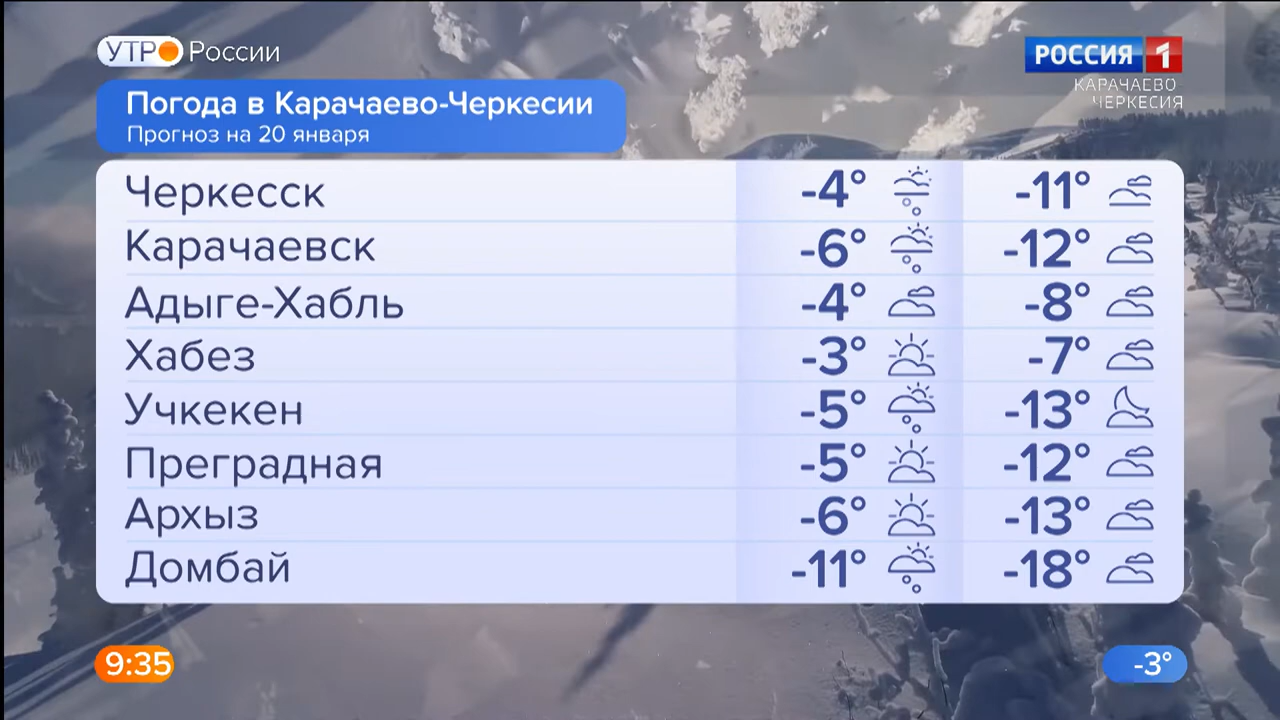 УТРО России
РОССИЯ 1
КАРАЧАЕВО
ЧЕРКЕСИЯ
Погода в Карачаево-Черкесии
Прогноз на 20 января
Черкесск -4° -11°
Карачаевск -6° -12°
Адыге-Хабль -4° -8°
Хабез -3° -7°
Учкекен -5° -13°
Преградная -5° -12°
Архыз -6° -13°
Домбай -11° -18°
9:35
-3°